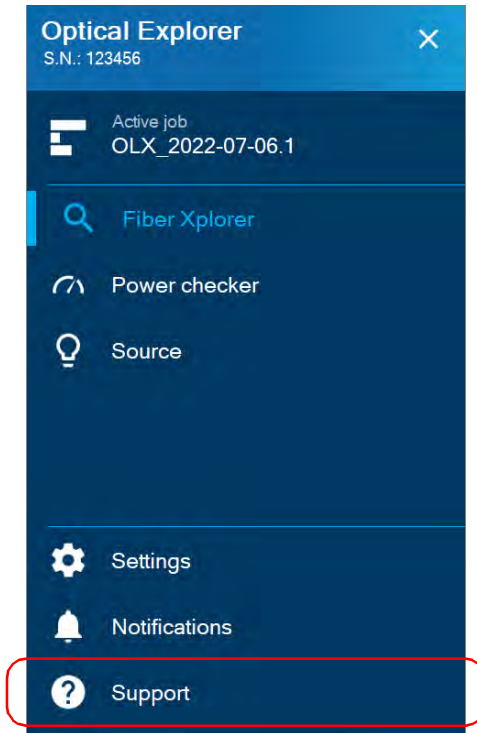 Optical Explorer
S.N.: 123456
Active job
OLX_2022-07-06.1
Fiber Xplorer
Power checker
Source
Settings
Notifications
Support